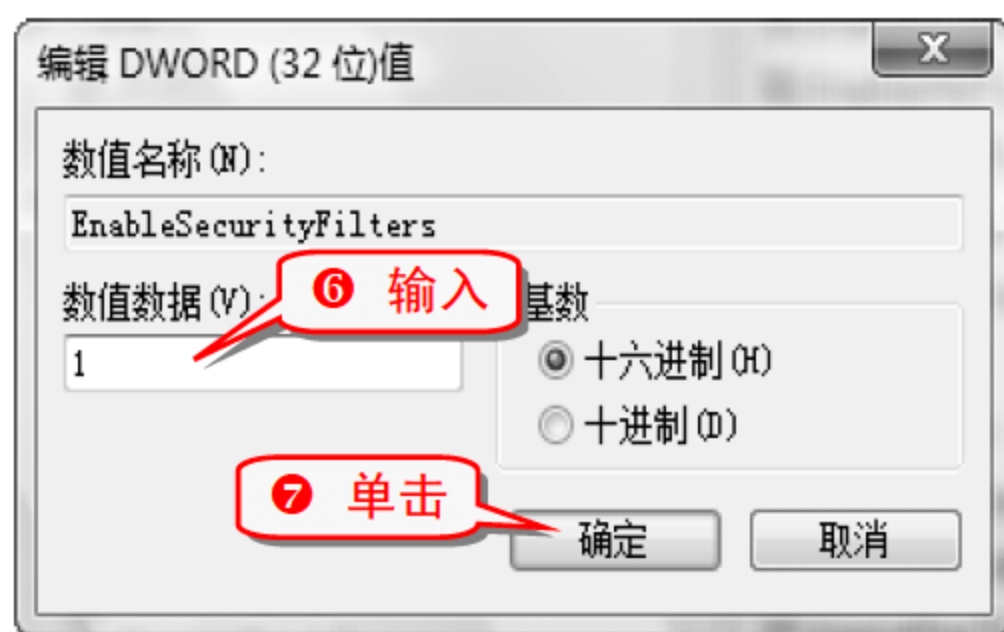 编辑 DWORD (32 位)值
数值名称(N):
EnableSecurityFilters
数值数据(V):
❻ 输入
基数
1
十六进制(H)
十进制(D)
❼ 单击
确定
取消